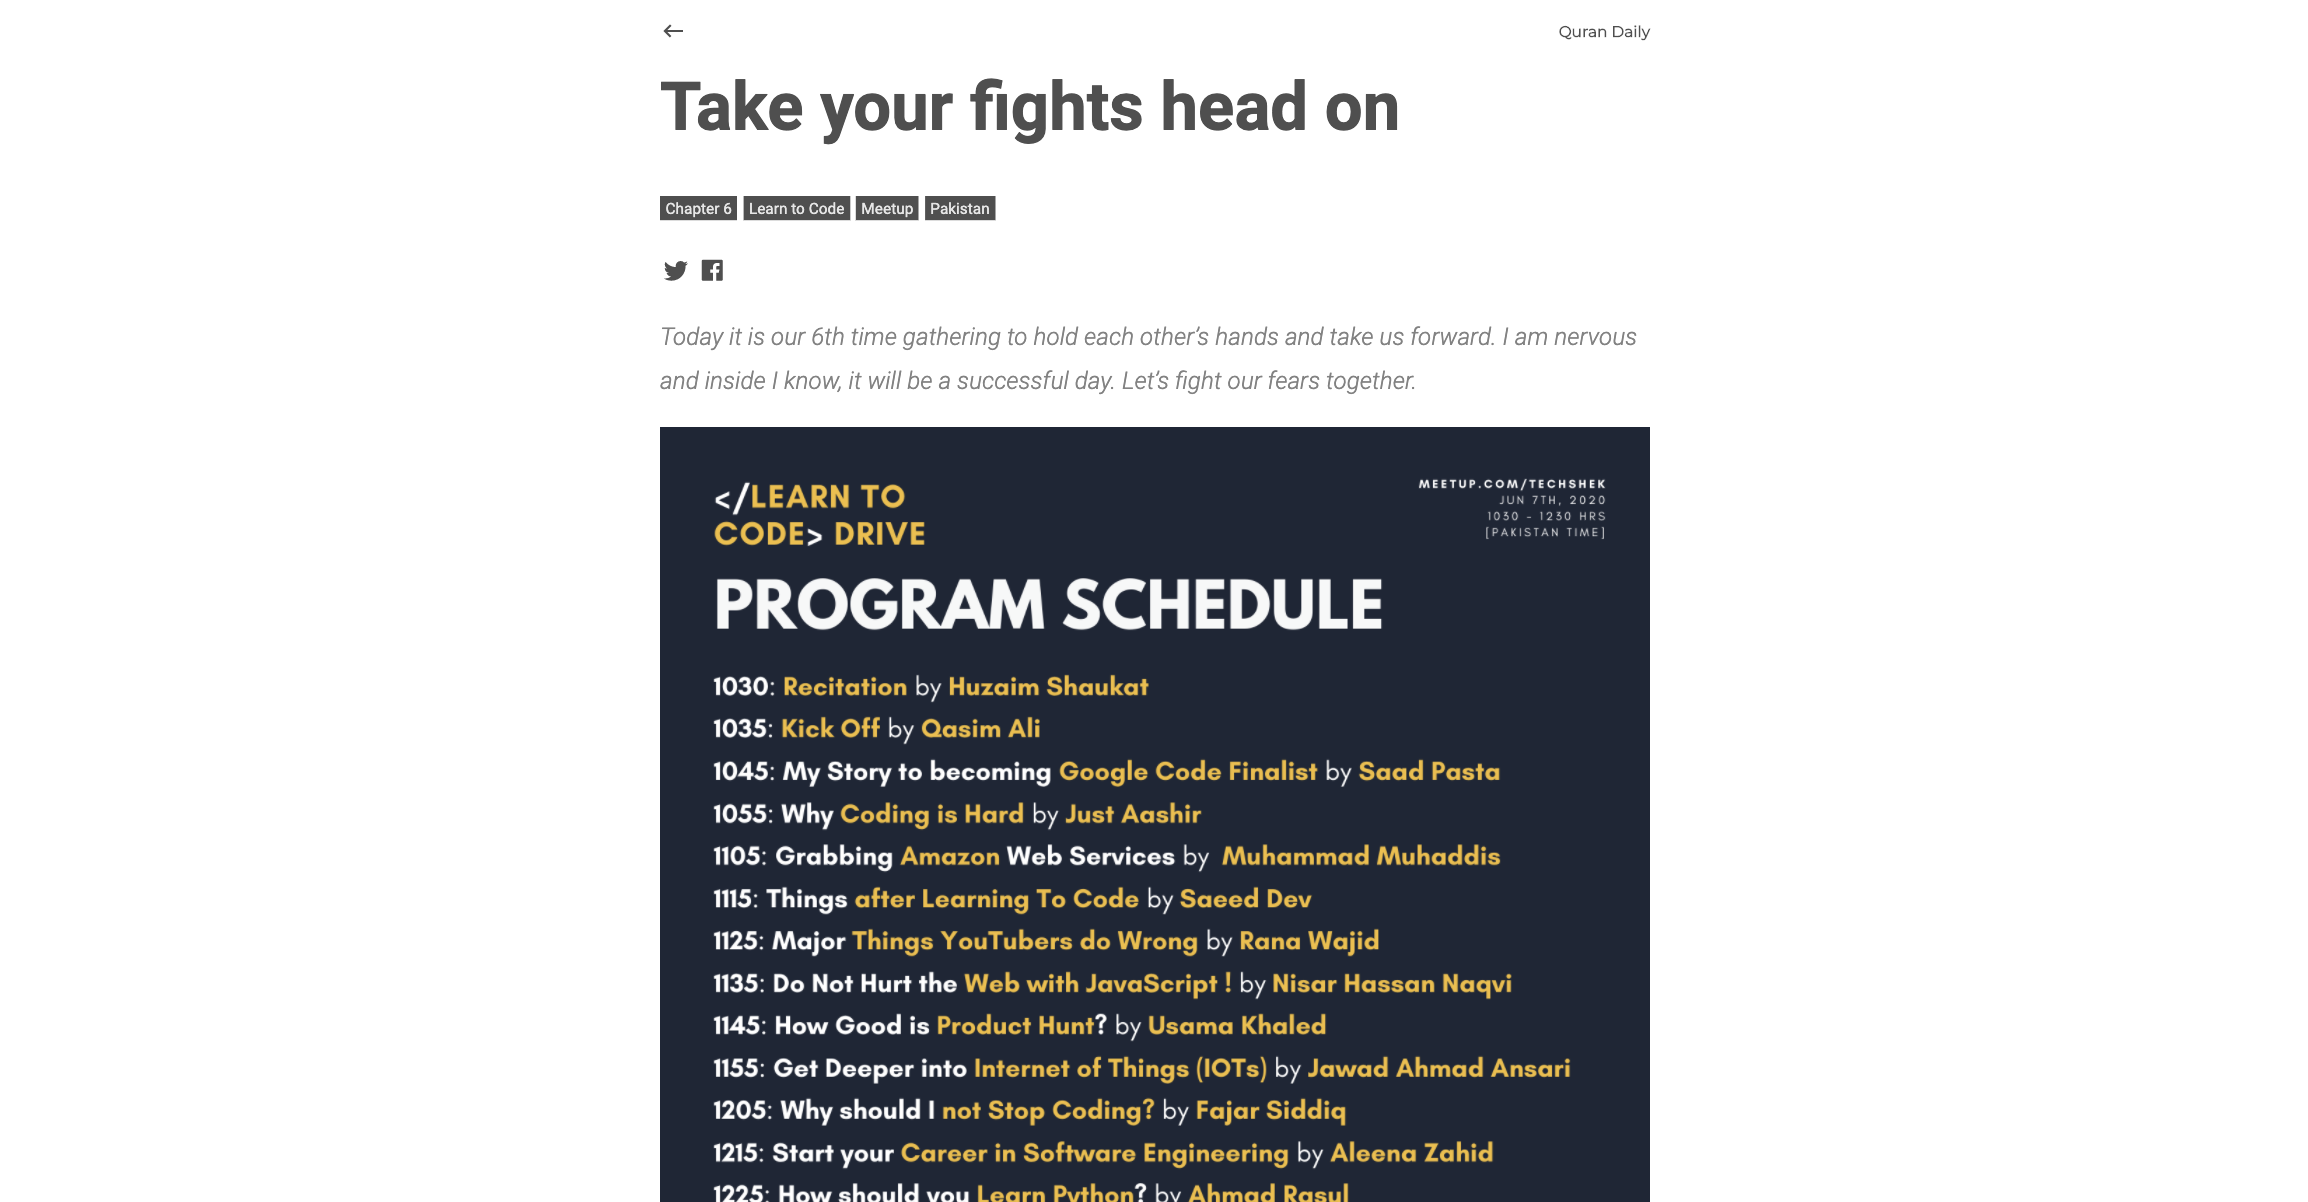 Quran Daily
Take your fights head on
Chapter 6 Learn to Code Meetup Pakistan
Today it is our 6th time gathering to hold each other's hands and take us forward. I am nervous
and inside I know, it will be a successful day. Let's fight our fears together.
</LEARN TO
CODE> DRIVE
MEETUP.COM/TECHSHEK
JUN 7TH, 2020
1030 - 1230 HRS
[PAKISTAN TIME]
PROGRAM SCHEDULE
1030: Recitation by Huzaim Shaukat
1035: Kick Off by Qasim Ali
1045: My Story to becoming Google Code Finalist by Saad Pasta
1055: Why Coding is Hard by Just Aashir
1105: Grabbing Amazon Web Services by Muhammad Muhaddis
1115: Things after Learning To Code by Saeed Dev
1125: Major Things YouTubers do Wrong by Rana Wajid
1135: Do Not Hurt the Web with JavaScript ! by Nisar Hassan Naqvi
1145: How Good is Product Hunt? by Usama Khaled
1155: Get Deeper into Internet of Things (IOTs) by Jawad Ahmad Ansari
1205: Why should I not Stop Coding? by Fajar Siddiq
1215: Start your Career in Software Engineering by Aleena Zahid
1225: How should you Learn Python? by Ahmad Rasul